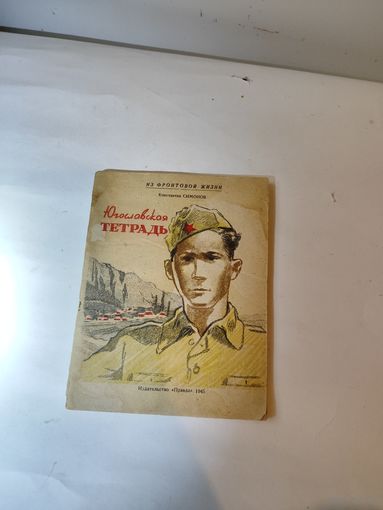 ИЗ ФРОНТОВОЙ ЖИЗНИ
Константин СИМОНОВ
Югославская
ТЕТРАДЬ
Издательство «Правда» 1945